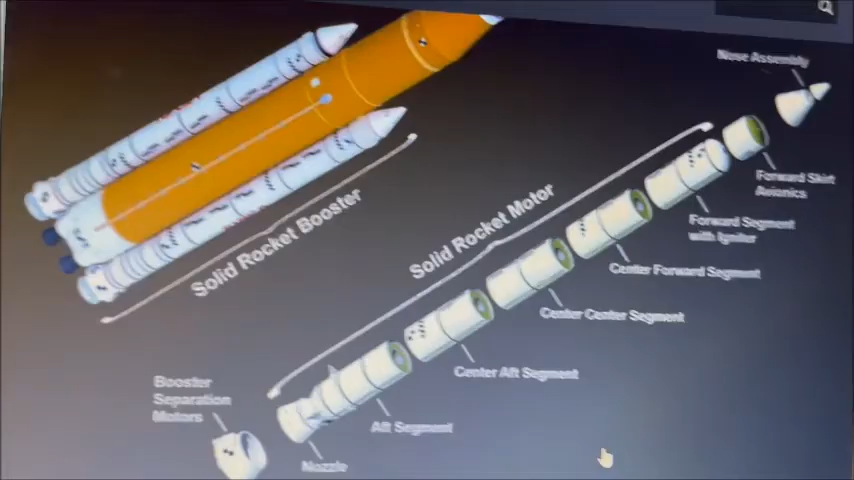 Nose Assembly
Forward Skirt
Avionics
Solid Rocket Booster
Solid Rocket Motor
Forward Segment
with Igniter
Center Forward Segment
Center Center Segment
Center Aft Segment
Booster
Separation
Motors
Aft Segment
Nozzle